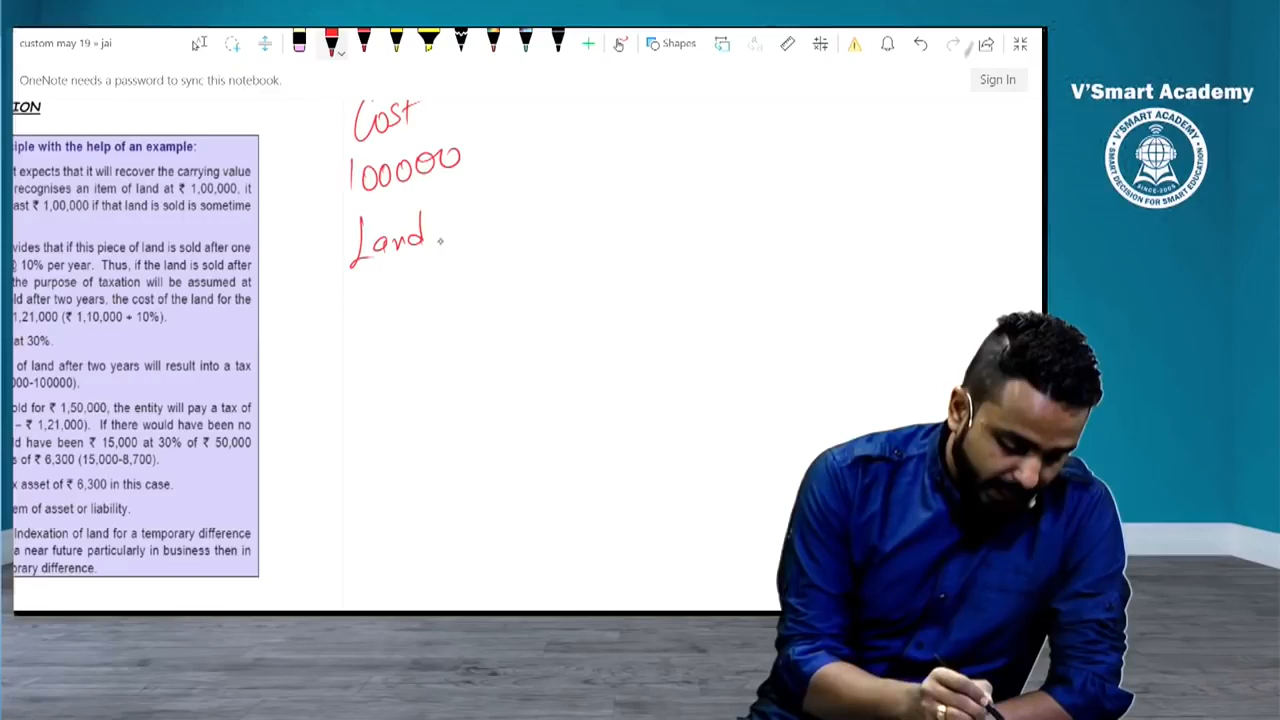 custom may 19 » jai
Shapes
OneNote needs a password to sync this notebook.
Sign In
ION
ciple with the help of an example:
t expects that it will recover the carrying value
recognises an item of land at ₹ 1,00,000, it
ast ₹ 1,00,000 if that land is sold is sometime
vides that if this piece of land is sold after one
@ 10% per year. Thus, if the land is sold after
the purpose of taxation will be assumed at
ld after two years, the cost of the land for the
1,21,000 (₹ 1,10,000 + 10%).
at 30%.
of land after two years will result into a tax
00-100000).
old for ₹ 1,50,000, the entity will pay a tax of
– ₹ 1,21,000). If there would have been no
ld have been ₹ 15,000 at 30% of ₹ 50,000
s of ₹ 6,300 (15,000-8,700).
x asset of ₹ 6,300 in this case.
em of asset or liability.
Indexation of land for a temporary difference
a near future particularly in business then in
orary difference.
Cost
100000
Land
V'Smart Academy
V'SMART ACADEMY
SINCE-2005
SMART DECISION FOR SMART EDUCATION